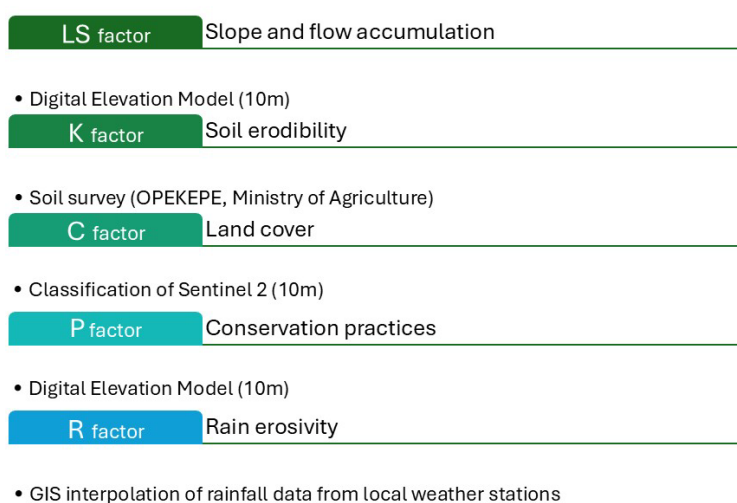 LS factor Slope and flow accumulation
• Digital Elevation Model (10m)
K factor Soil erodibility
• Soil survey (OPEKEPE, Ministry of Agriculture)
C factor Land cover
• Classification of Sentinel 2 (10m)
P factor Conservation practices
• Digital Elevation Model (10m)
R factor Rain erosivity
• GIS interpolation of rainfall data from local weather stations